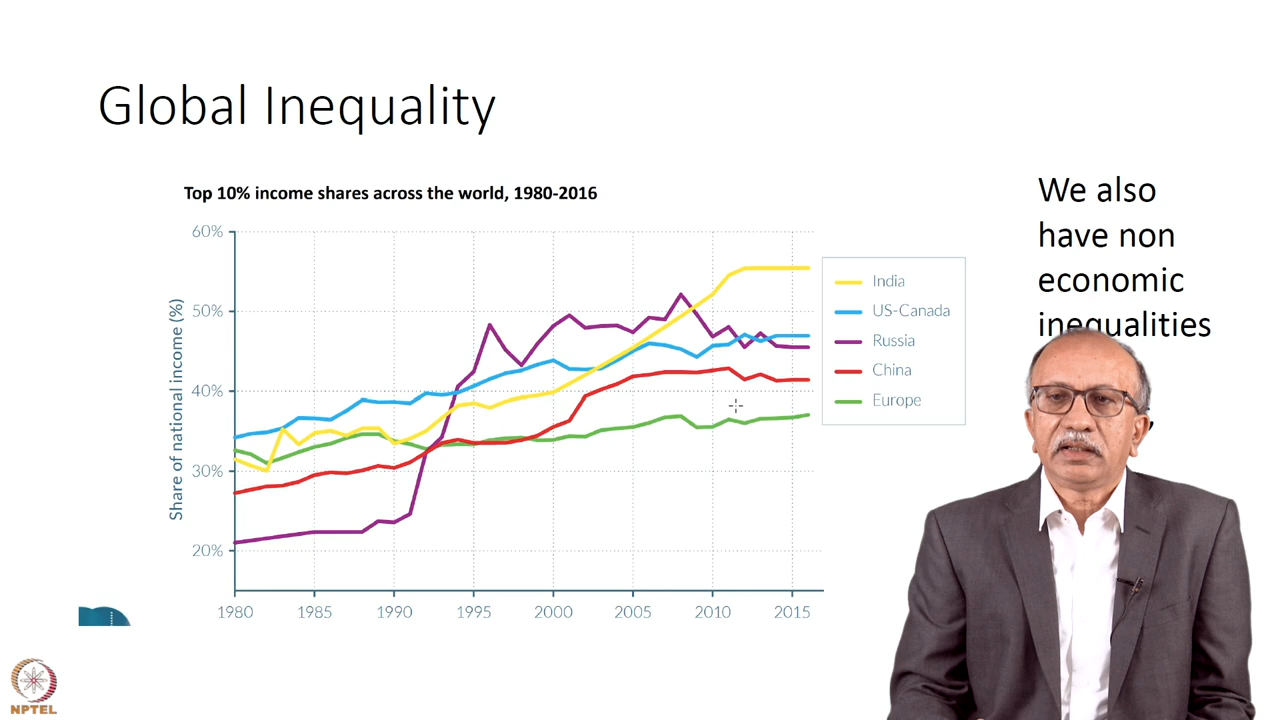 Global Inequality
Top 10% income shares across the world, 1980-2016
We also
have non
economic
inequalities
Share of national income (%)
60%
50%
40%
30%
20%
1980 1985 1990 1995 2000 2005 2010 2015
India
US-Canada
Russia
China
Europe
NPTEL